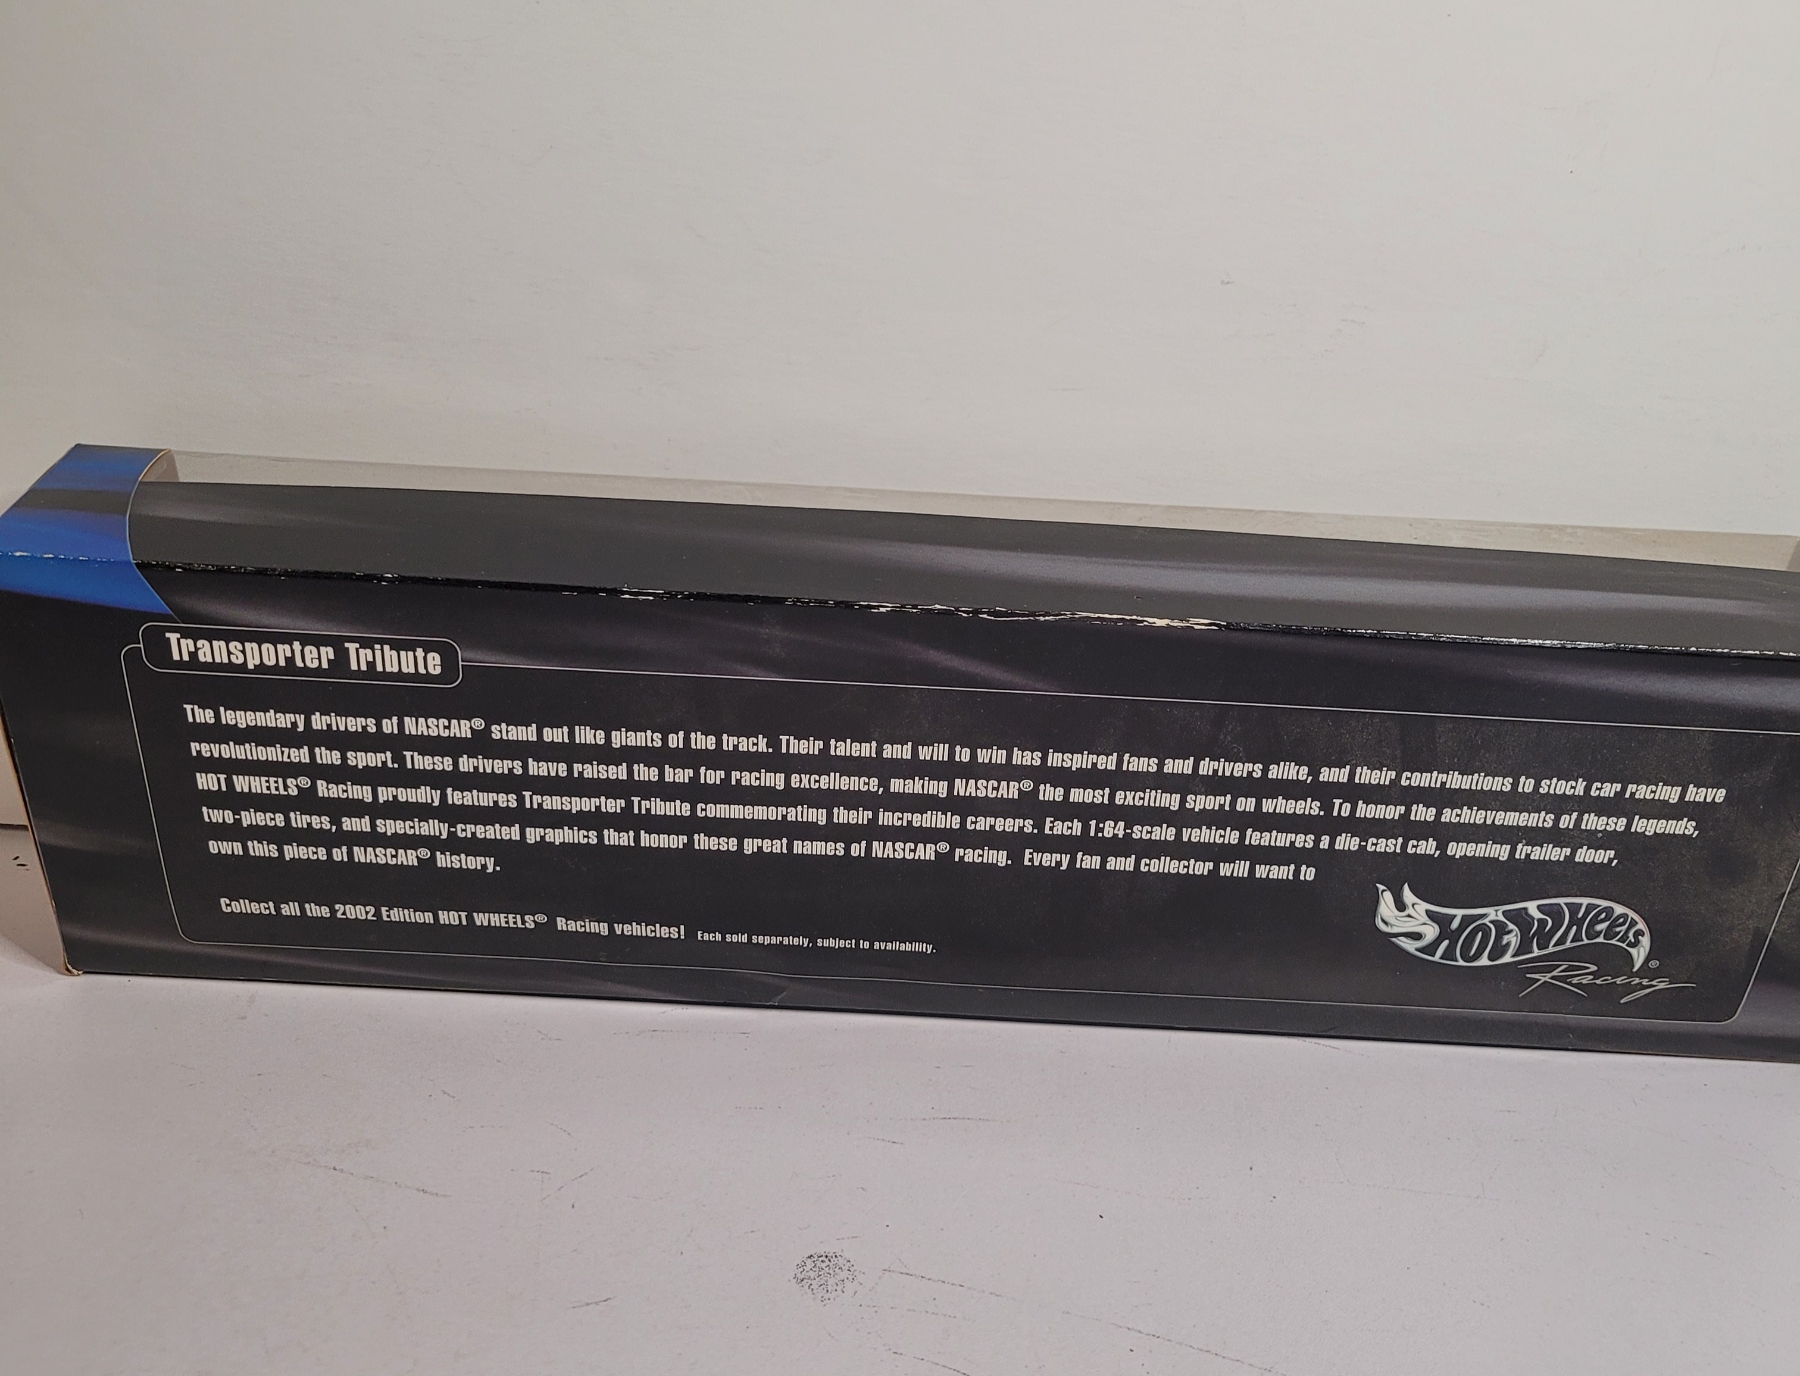 Transporter Tribute
The legendary drivers of NASCAR® stand out like giants of the track. Their talent and will to win has inspired fans and drivers alike, and their contributions to stock car racing have
revolutionized the sport. These drivers have raised the bar for racing excellence, making NASCAR® the most exciting sport on wheels. To honor the achievements of these legends,
HOT WHEELS® Racing proudly features Transporter Tribute commemorating their incredible careers. Each 1:64-scale vehicle features a die-cast cab, opening trailer door,
two-piece tires, and specially-created graphics that honor these great names of NASCAR® racing. Every fan and collector will want to
own this piece of NASCAR® history.
Collect all the 2002 Edition HOT WHEELS® Racing vehicles! Each sold separately, subject to availability.
HOT WHEELS®
Racing